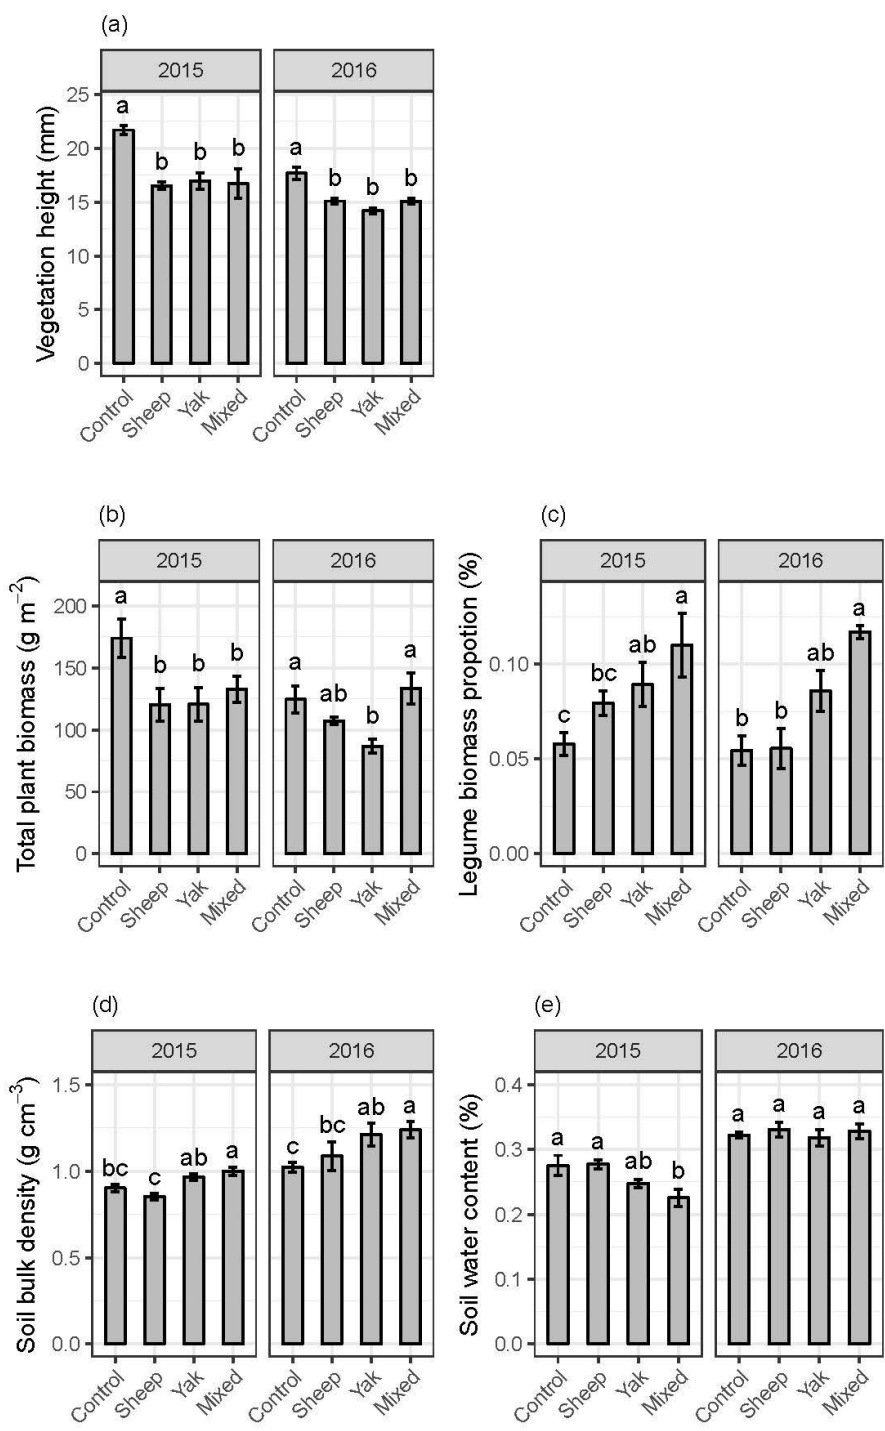 (a)
2015 2016
Vegetation height (mm)
25
20
15
10
5
0
a b b b
a b b b
Control Sheep Yak Mixed Control Sheep Yak Mixed
(b)
2015 2016
Total plant biomass (g m−2)
200
150
100
50
0
a b b b
a ab b a
Control Sheep Yak Mixed Control Sheep Yak Mixed
(c)
2015 2016
Legume biomass propotion (%)
0.10
0.05
0.00
c bc ab a
b b ab a
Control Sheep Yak Mixed Control Sheep Yak Mixed
(d)
2015 2016
Soil bulk density (g cm−3)
1.5
1.0
0.5
0.0
bc c ab a
c bc ab a
Control Sheep Yak Mixed Control Sheep Yak Mixed
(e)
2015 2016
Soil water content (%)
0.4
0.3
0.2
0.1
0.0
a a ab b
a a a a
Control Sheep Yak Mixed Control Sheep Yak Mixed